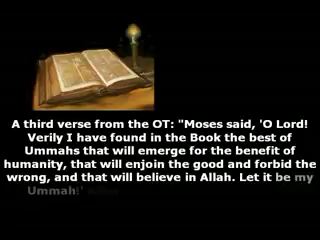 A third verse from the OT: "Moses said, 'O Lord!
Verily I have found in the Book the best of
Ummahs that will emerge for the benefit of
humanity, that will enjoin the good and forbid the
wrong, and that will believe in Allah. Let it be my
Ummah!'